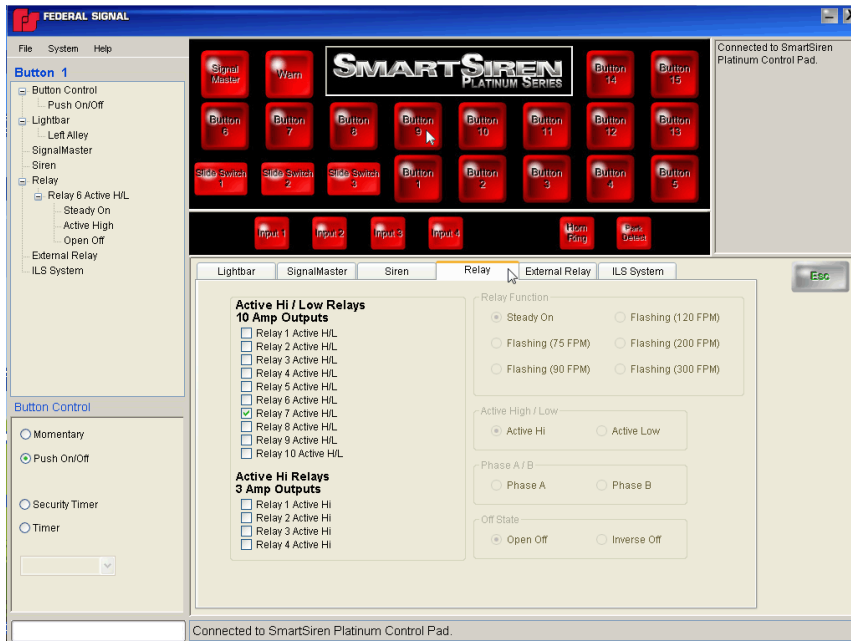 FEDERAL SIGNAL
File System Help
Button 1
Button Control
Push On/Off
Lightbar
Left Alley
SignalMaster
Siren
Relay
Relay 6 Active H/L
Steady On
Active High
Open Off
External Relay
ILS System
Button Control
Momentary
Push On/Off
Security Timer
Timer
Signal Master
Warn
SMARTSIREN
PLATINUM SERIES
Button 14
Button 15
Button 6
Button 7
Button 8
Button 9
Button 10
Button 11
Button 12
Button 13
Slide Switch 1
Slide Switch 2
Slide Switch 3
Button 1
Button 2
Button 3
Button 4
Button 5
Input 1
Input 2
Input 3
Input 4
Horn Ring
Park Detect
Connected to SmartSiren
Platinum Control Pad.
Lightbar SignalMaster Siren Relay External Relay ILS System
Esc
Active Hi / Low Relays
10 Amp Outputs
Relay 1 Active H/L
Relay 2 Active H/L
Relay 3 Active H/L
Relay 4 Active H/L
Relay 5 Active H/L
Relay 6 Active H/L
Relay 7 Active H/L
Relay 8 Active H/L
Relay 9 Active H/L
Relay 10 Active H/L
Active Hi Relays
3 Amp Outputs
Relay 1 Active Hi
Relay 2 Active Hi
Relay 3 Active Hi
Relay 4 Active Hi
Relay Function
Steady On Flashing (120 FPM)
Flashing (75 FPM) Flashing (200 FPM)
Flashing (90 FPM) Flashing (300 FPM)
Active High / Low
Active Hi Active Low
Phase A / B
Phase A Phase B
Off State
Open Off Inverse Off
Connected to SmartSiren Platinum Control Pad.